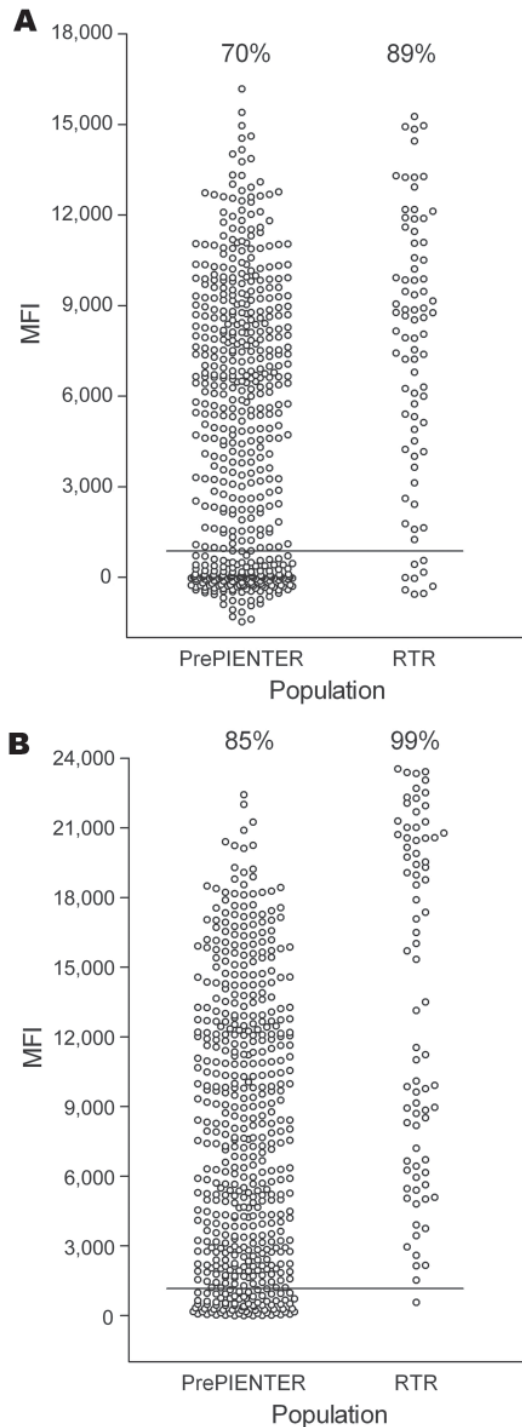 A
18,000
70% 89%
15,000
12,000
9,000
MFI
6,000
3,000
0
PrePIENTER RTR
Population
B
85% 99%
24,000
21,000
18,000
15,000
12,000
MFI
9,000
6,000
3,000
0
PrePIENTER RTR
Population